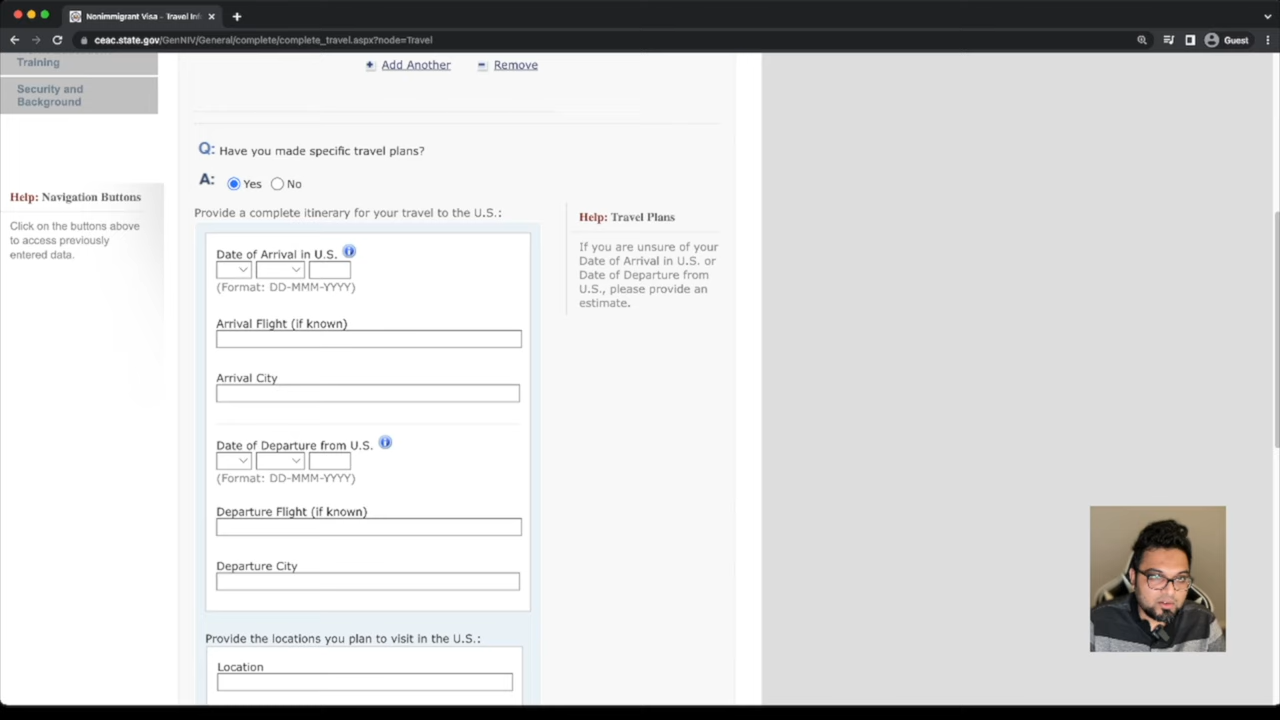 Nonimmigrant Visa - Travel Inf
ceac.state.gov/GenNIV/General/complete/complete_travel.aspx?node=Travel
Guest
Training
Security and
Background
Add Another Remove
Q: Have you made specific travel plans?
A: Yes No
Help: Navigation Buttons
Click on the buttons above
to access previously
entered data.
Provide a complete itinerary for your travel to the U.S.:
Date of Arrival in U.S.
(Format: DD-MMM-YYYY)
Arrival Flight (if known)
Arrival City
Date of Departure from U.S.
(Format: DD-MMM-YYYY)
Departure Flight (if known)
Departure City
Provide the locations you plan to visit in the U.S.:
Location
Help: Travel Plans
If you are unsure of your
Date of Arrival in U.S. or
Date of Departure from
U.S., please provide an
estimate.